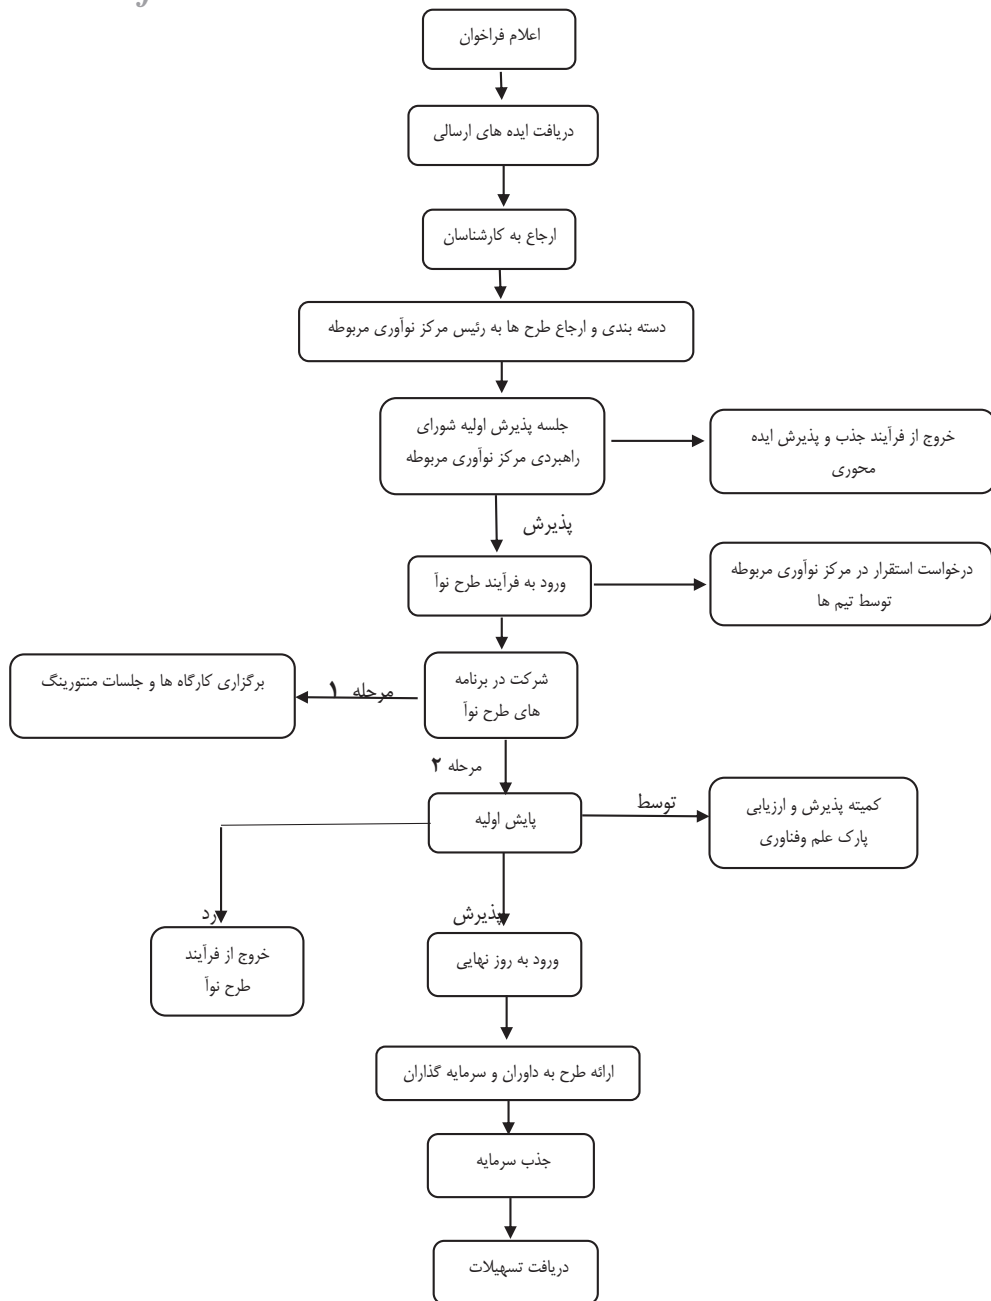 اعلام فراخوان
دریافت ایده های ارسالی
ارجاع به کارشناسان
دسته بندی و ارجاع طرح ها به رئیس مرکز نوآوری مربوطه
جلسه پذیرش اولیه شورای
راهبردی مرکز نوآوری مربوطه
خروج از فرآیند جذب و پذیرش ایده
محوری
پذیرش
ورود به فرآیند طرح نوآ
درخواست استقرار در مرکز نوآوری مربوطه
توسط تیم ها
شرکت در برنامه
های طرح نوآ
مرحله ۱
برگزاری کارگاه ها و جلسات منتورینگ
مرحله ۲
پایش اولیه
توسط
کمیته پذیرش و ارزیابی
پارک علم وفناوری
رد
خروج از فرآیند
طرح نوآ
پذیرش
ورود به روز نهایی
ارائه طرح به داوران و سرمایه گذاران
جذب سرمایه
دریافت تسهیلات